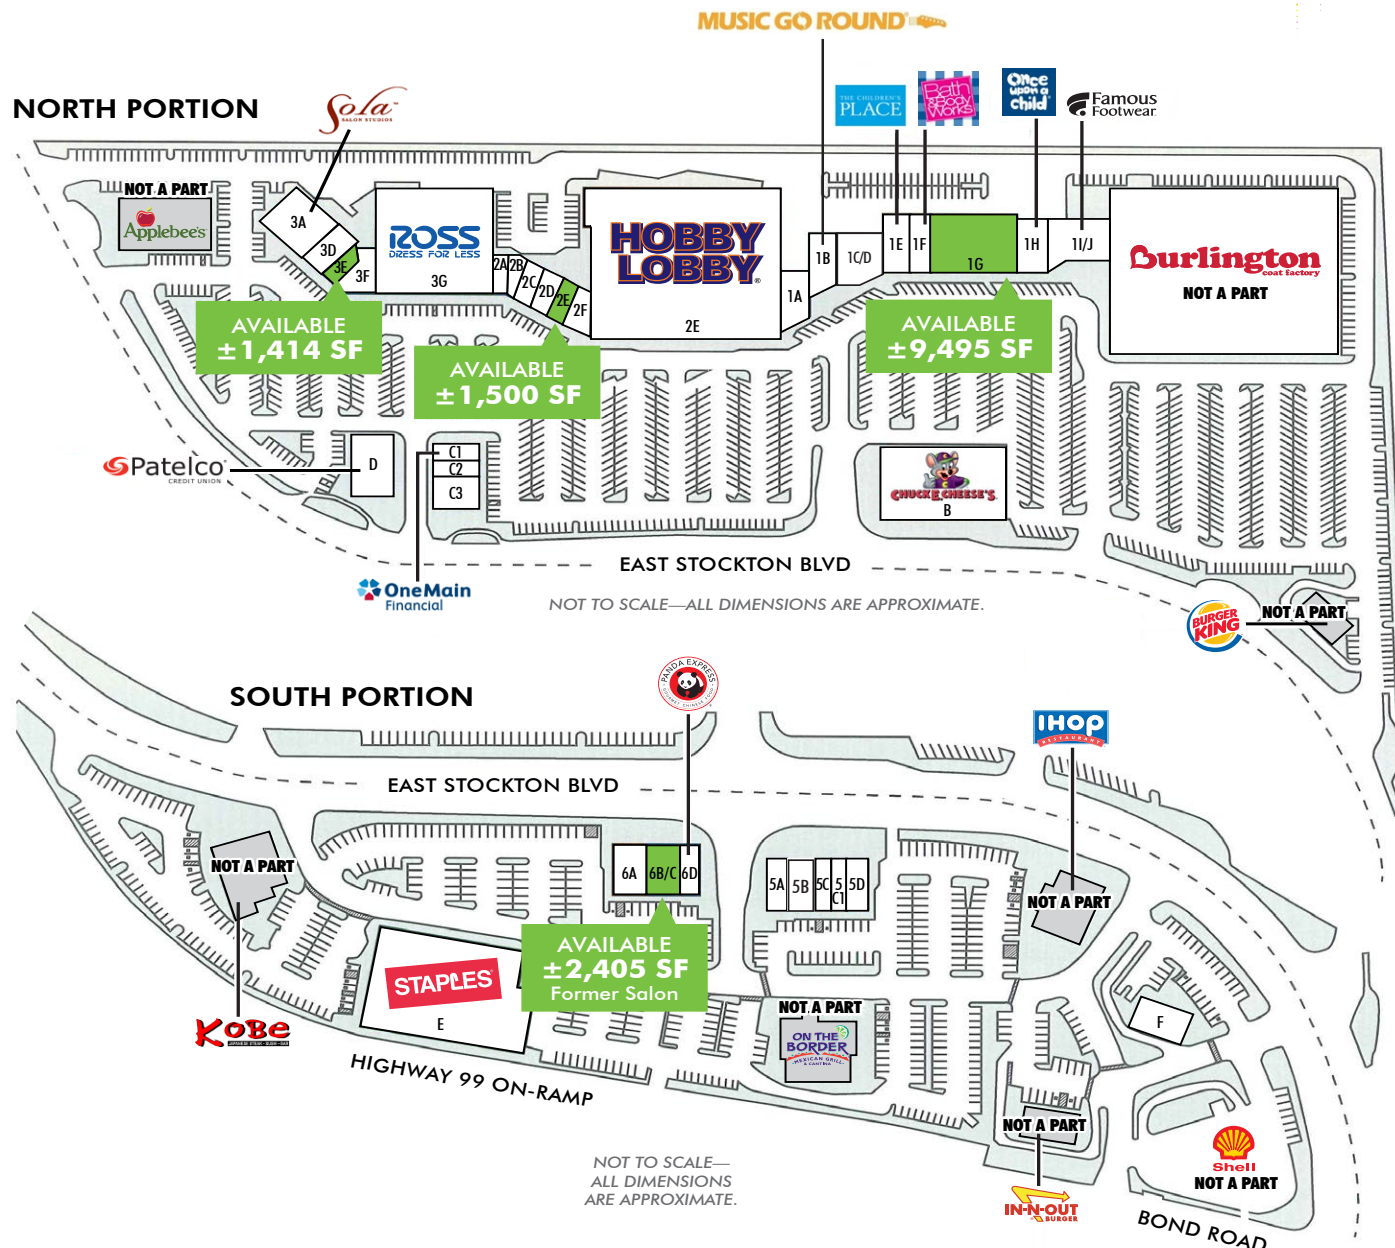 MUSIC GO ROUND
NORTH PORTION
Sola
SALON STUDIOS
THE CHILDREN'S
PLACE
Bath
& Body
Works
Once
upon a
child
Famous
Footwear
NOT A PART
Applebee's
3A
3D
3E
3F
ROSS
DRESS FOR LESS
3G
2A
2B
2C
2D
2E
2F
HOBBY
LOBBY
2E
1A
1B
1C/D
1E
1F
1G
1H
1I/J
Burlington
coat factory
NOT A PART
AVAILABLE
±1,414 SF
AVAILABLE
±1,500 SF
AVAILABLE
±9,495 SF
Patelco
CREDIT UNION
D
C1
C2
C3
CHUCK E. CHEESE'S
B
EAST STOCKTON BLVD
OneMain
Financial
NOT TO SCALE—ALL DIMENSIONS ARE APPROXIMATE.
BURGER
KING
NOT A PART
SOUTH PORTION
PANDA EXPRESS
GOURMET CHINESE FOOD
IHOP
RESTAURANT
EAST STOCKTON BLVD
NOT A PART
6A
6B/C
6D
5A
5B
5C
5
C1
5D
NOT A PART
AVAILABLE
±2,405 SF
Former Salon
STAPLES
E
KOBE
JAPANESE STEAK · SUSHI · BAR
NOT A PART
ON THE
BORDER
MEXICAN GRILL
& CANTINA
F
HIGHWAY 99 ON-RAMP
NOT A PART
IN-N-OUT
BURGER
Shell
NOT A PART
NOT TO SCALE—
ALL DIMENSIONS
ARE APPROXIMATE.
BOND ROAD